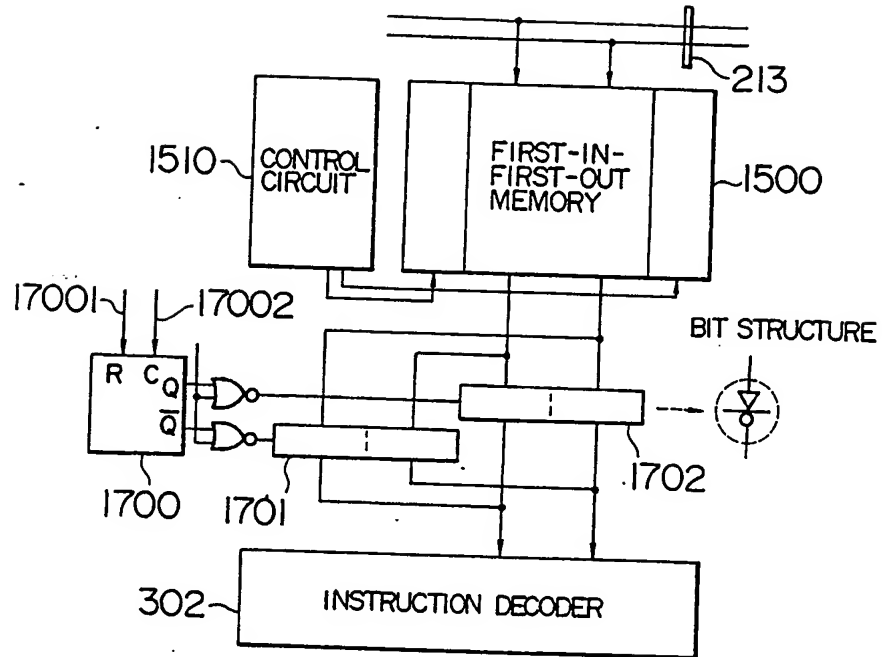 213
1510
CONTROL
CIRCUIT
FIRST-IN-
FIRST-OUT
MEMORY
1500
17001
17002
BIT STRUCTURE
R C Q
Q̅
1700
1701
1702
302
INSTRUCTION DECODER